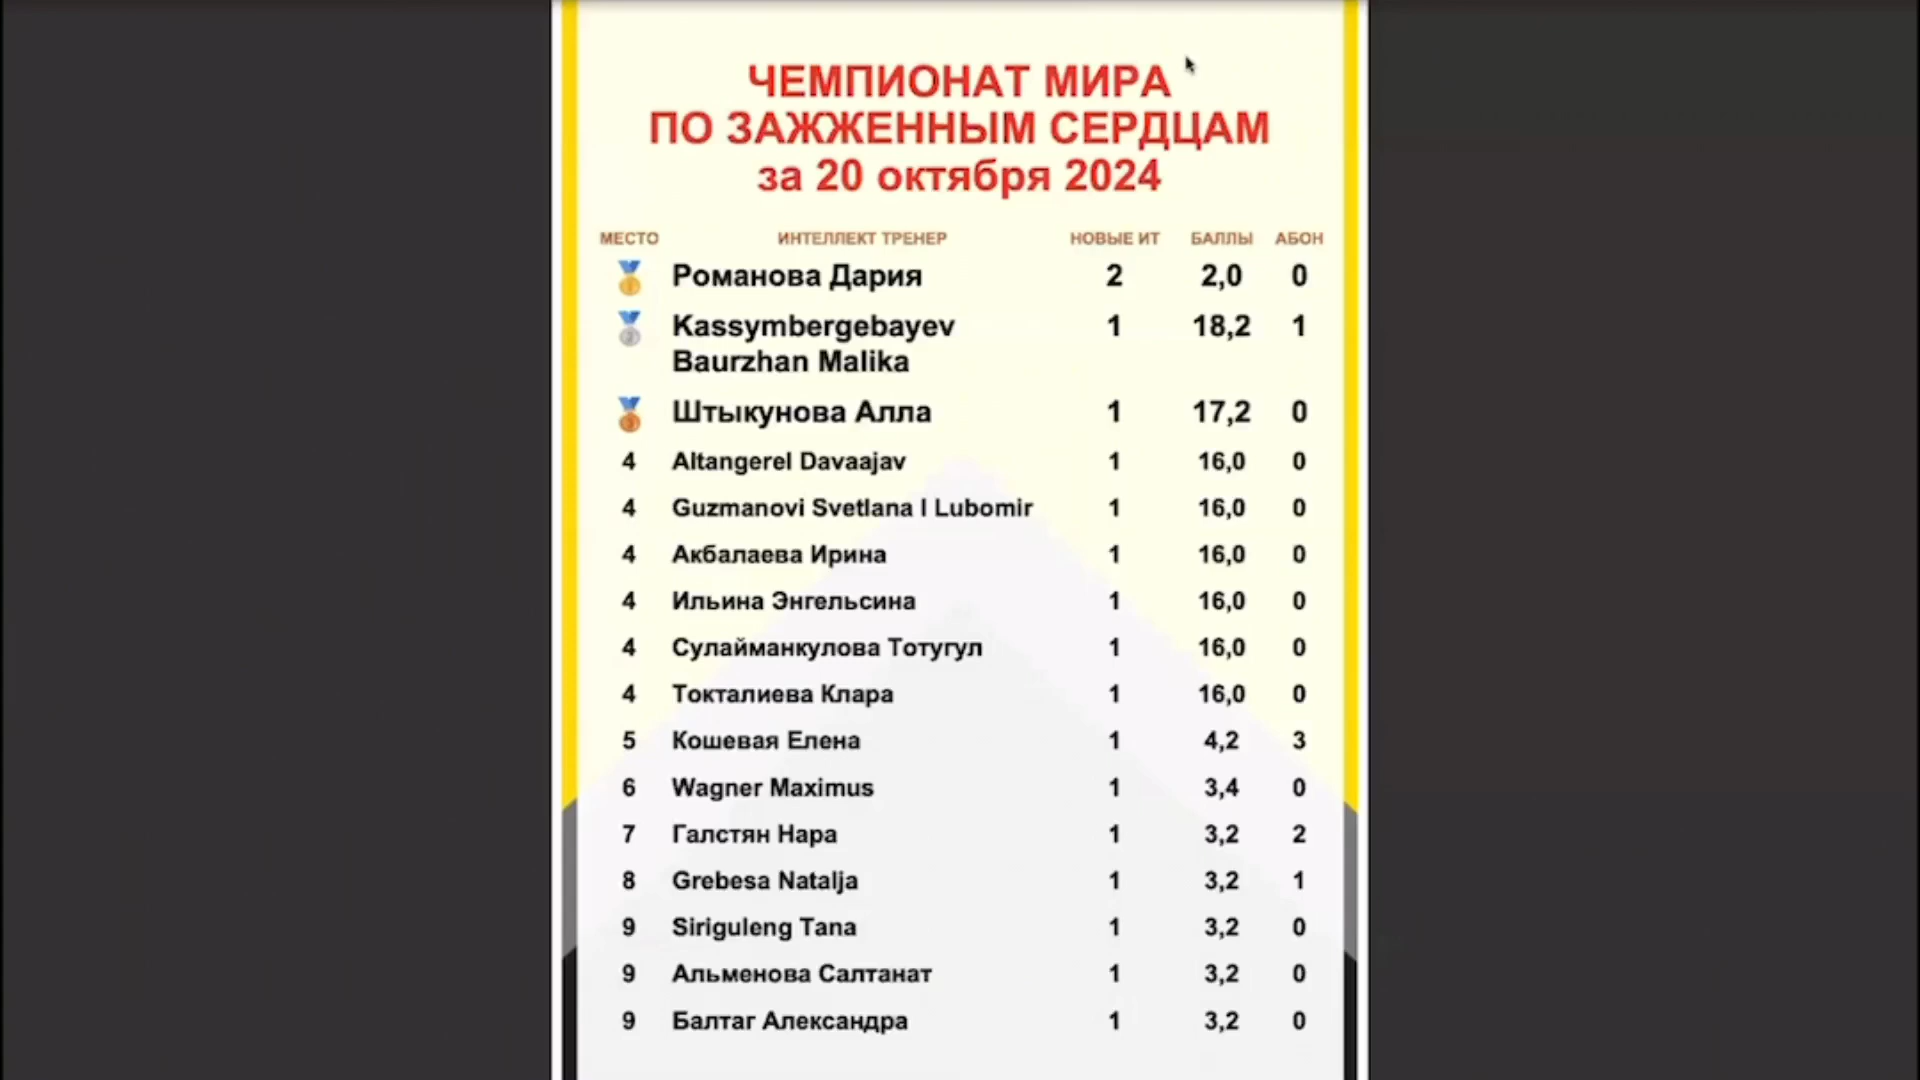 ЧЕМПИОНАТ МИРА
ПО ЗАЖЖЕННЫМ СЕРДЦАМ
за 20 октября 2024
МЕСТО ИНТЕЛЛЕКТ ТРЕНЕР НОВЫЕ ИТ БАЛЛЫ АБОН
Романова Дария 2 2,0 0
Kassymbergebayev 1 18,2 1
Baurzhan Malika
Штыкунова Алла 1 17,2 0
4 Altangerel Davaajav 1 16,0 0
4 Guzmanovi Svetlana I Lubomir 1 16,0 0
4 Акбалаева Ирина 1 16,0 0
4 Ильина Энгельсина 1 16,0 0
4 Сулайманкулова Тотугул 1 16,0 0
4 Токталиева Клара 1 16,0 0
5 Кошевая Елена 1 4,2 3
6 Wagner Maximus 1 3,4 0
7 Галстян Нара 1 3,2 2
8 Grebesa Natalja 1 3,2 1
9 Siriguleng Tana 1 3,2 0
9 Альменова Салтанат 1 3,2 0
9 Балтаг Александра 1 3,2 0